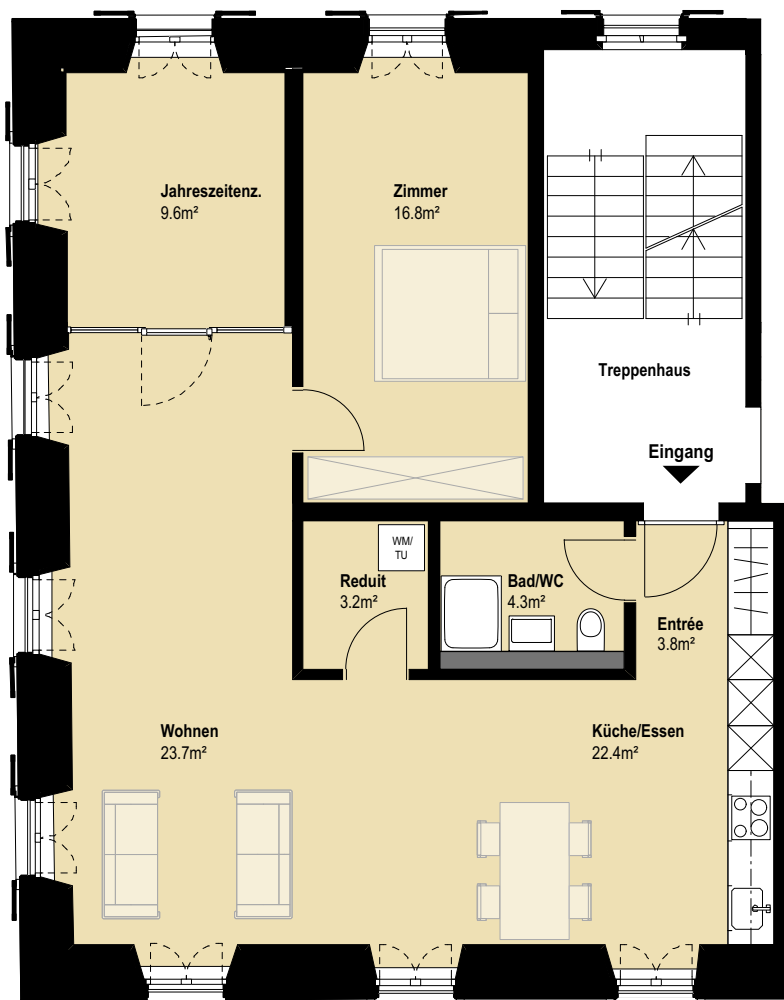 Jahreszeitenz.
9.6m²
Zimmer
16.8m²
Treppenhaus
Eingang
WM/
TU
Reduit
3.2m²
Bad/WC
4.3m²
Entrée
3.8m²
Wohnen
23.7m²
Küche/Essen
22.4m²